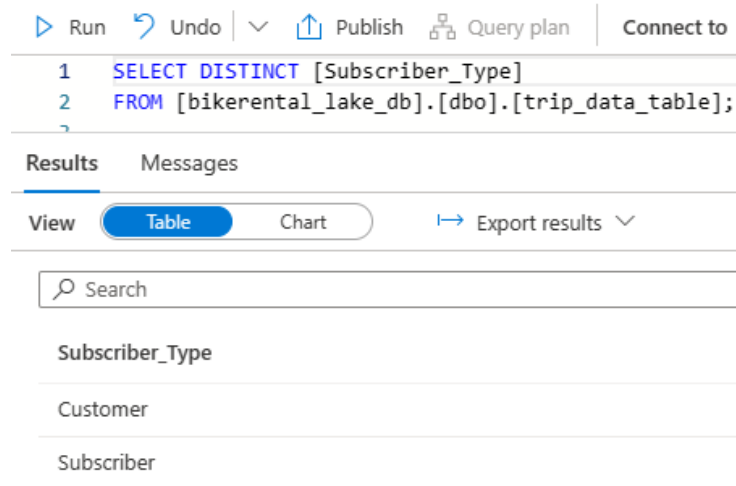 Run Undo Publish Query plan Connect to
1 SELECT DISTINCT [Subscriber_Type]
2 FROM [bikerental_lake_db].[dbo].[trip_data_table];
Results Messages
View Table Chart Export results
Search
Subscriber_Type
Customer
Subscriber